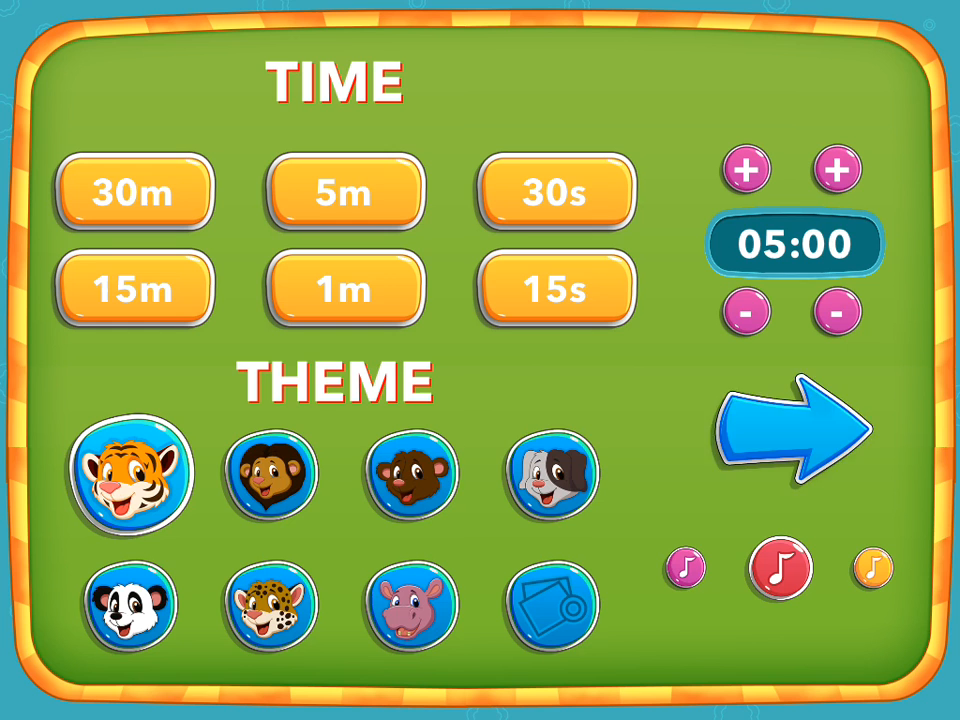 TIME
30m 5m 30s
+ +
05:00
15m 1m 15s
- -
THEME